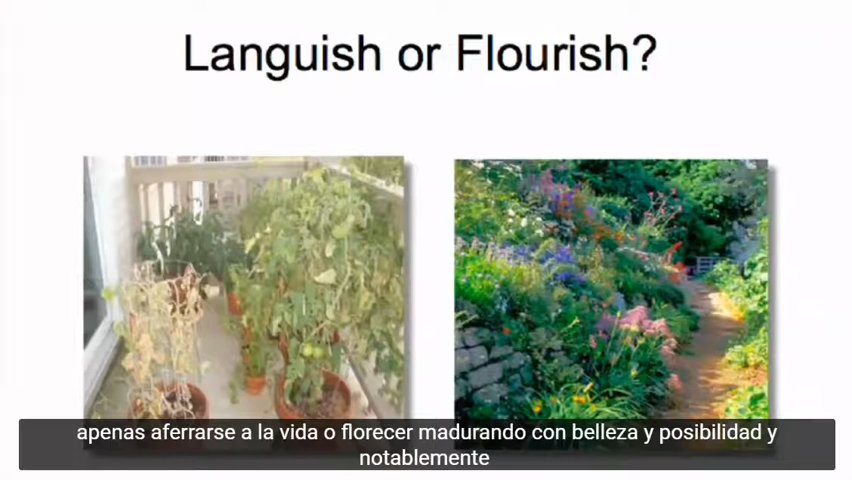 Languish or Flourish?
apenas aferrarse a la vida o florecer madurando con belleza y posibilidad y
notablemente